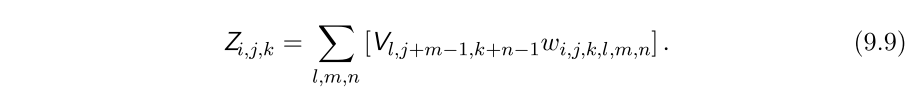 Z_{i,j,k} = \sum_{l,m,n} [V_{l,j+m-1,k+n-1} w_{i,j,k,l,m,n}] . (9.9)